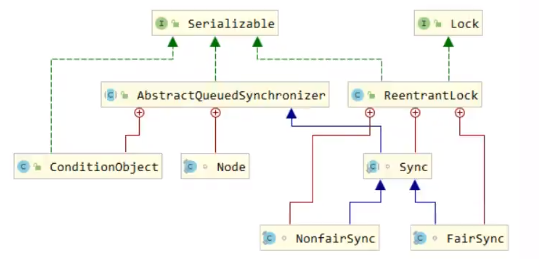 Serializable
Lock
AbstractQueuedSynchronizer
ReentrantLock
ConditionObject
Node
Sync
NonfairSync
FairSync